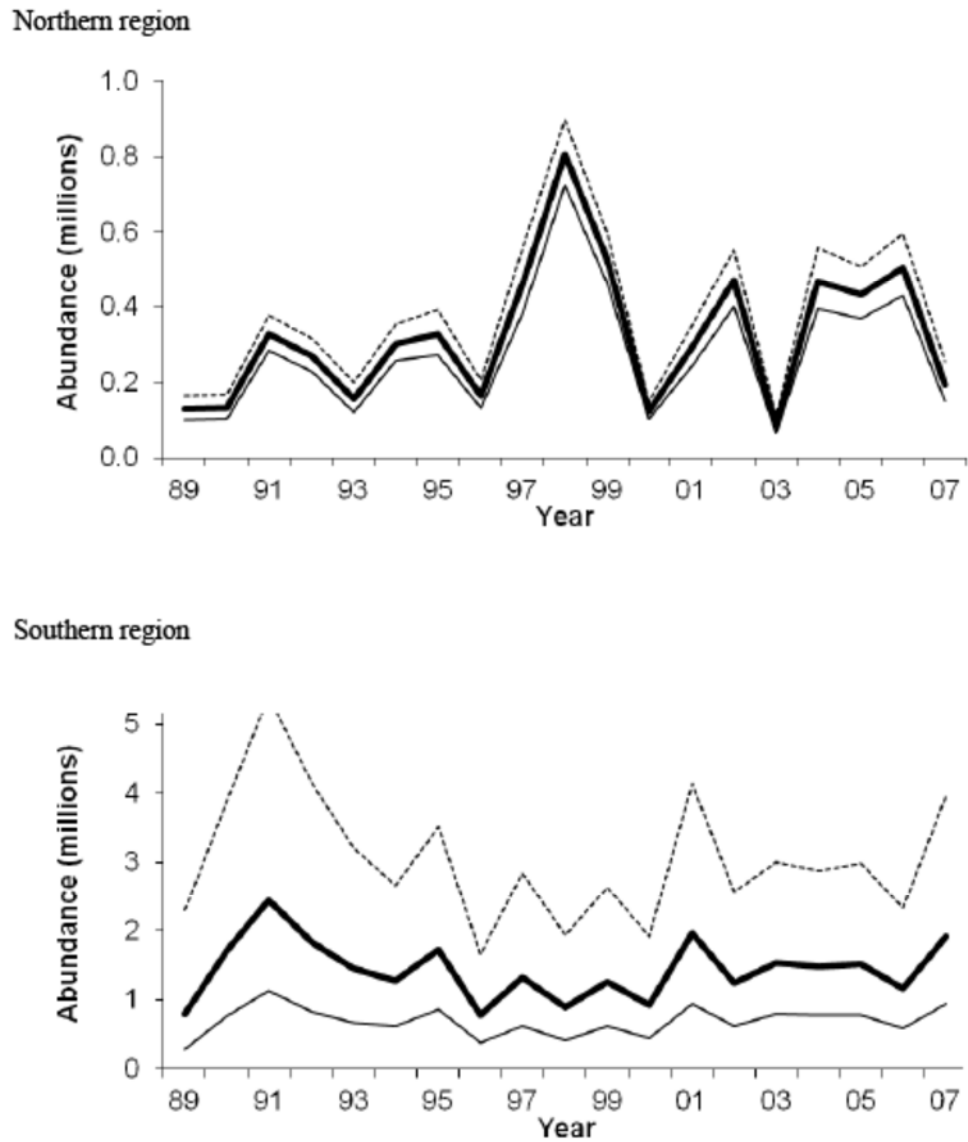 Northern region
Abundance (millions)
1.0
0.8
0.6
0.4
0.2
0.0
89 91 93 95 97 99 01 03 05 07
Year
Southern region
Abundance (millions)
5
4
3
2
1
0
89 91 93 95 97 99 01 03 05 07
Year